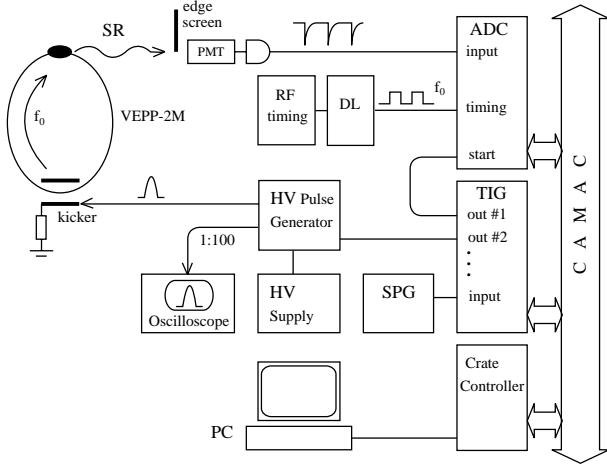 edge
screen
SR
PMT
ADC
input
RF
timing
DL
f0
timing
VEPP-2M
f0
start
kicker
HV Pulse
Generator
TIG
out #1
out #2
1:100
Oscilloscope
HV
Supply
SPG
input
CAMAC
Crate
Controller
PC